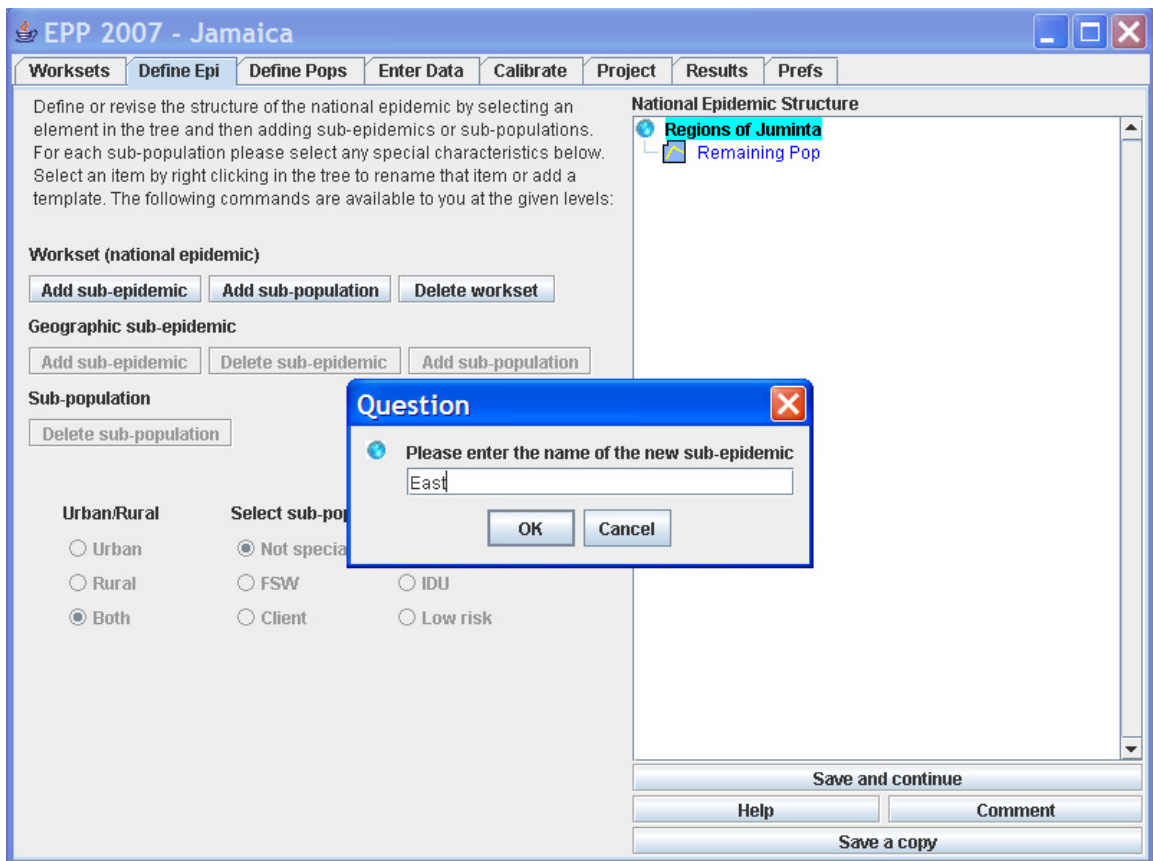 EPP 2007 - Jamaica
Worksets Define Epi Define Pops Enter Data Calibrate Project Results Prefs
Define or revise the structure of the national epidemic by selecting an
element in the tree and then adding sub-epidemics or sub-populations.
For each sub-population please select any special characteristics below.
Select an item by right clicking in the tree to rename that item or add a
template. The following commands are available to you at the given levels:
Workset (national epidemic)
Add sub-epidemic Add sub-population Delete workset
Geographic sub-epidemic
Add sub-epidemic Delete sub-epidemic Add sub-population
Sub-population
Delete sub-population
Urban/Rural
Urban
Rural
Both
Select sub-pop
Not specia
FSW
Client
IDU
Low risk
Question
Please enter the name of the new sub-epidemic
East
OK Cancel
National Epidemic Structure
Regions of Juminta
Remaining Pop
Save and continue
Help Comment
Save a copy